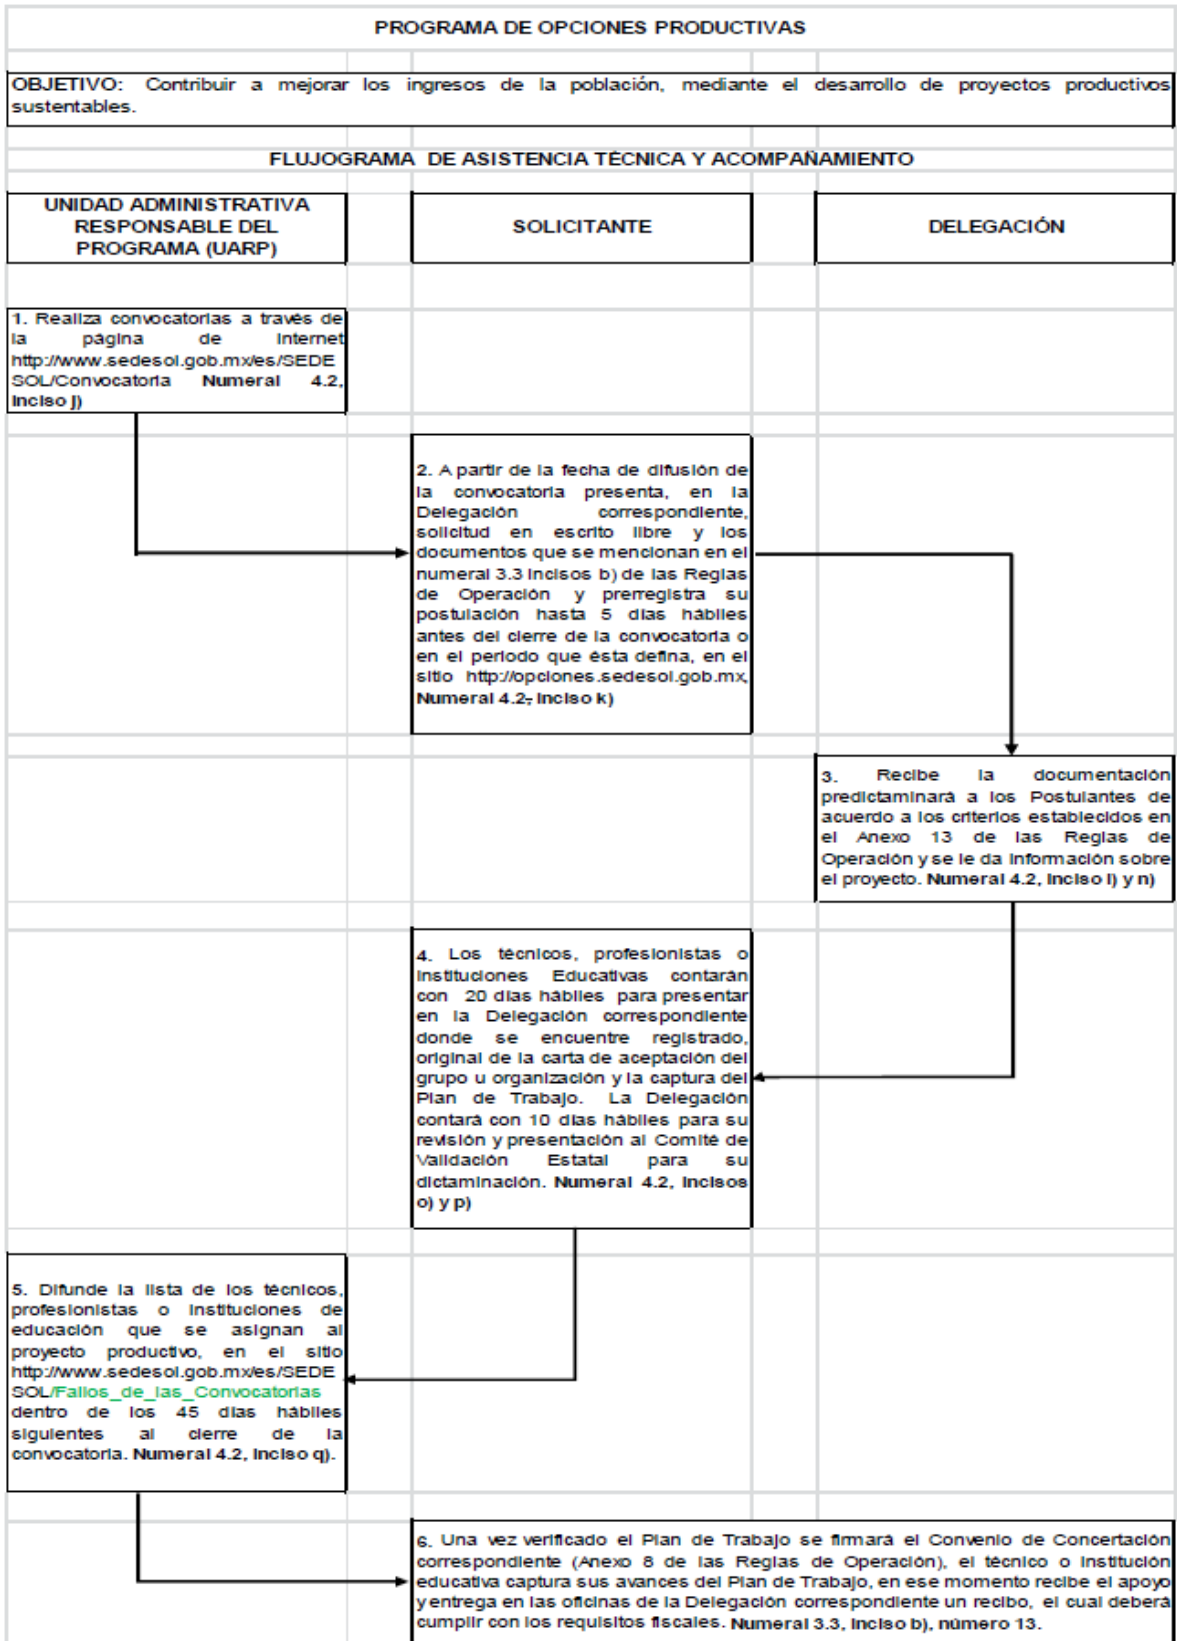 PROGRAMA DE OPCIONES PRODUCTIVAS
OBJETIVO: Contribuir a mejorar los ingresos de la población, mediante el desarrollo de proyectos productivos
sustentables.
FLUJOGRAMA DE ASISTENCIA TÉCNICA Y ACOMPAÑAMIENTO
UNIDAD ADMINISTRATIVA
RESPONSABLE DEL
PROGRAMA (UARP)
SOLICITANTE
DELEGACIÓN
1. Realiza convocatorias a través de
la página de Internet
http://www.sedesol.gob.mx/es/SEDE
SOL/Convocatoria Numeral 4.2,
Inciso j)
2. A partir de la fecha de difusión de
la convocatoria presenta, en la
Delegación correspondiente,
solicitud en escrito libre y los
documentos que se mencionan en el
numeral 3.3 Incisos b) de las Reglas
de Operación y prerregistra su
postulación hasta 5 días hábiles
antes del cierre de la convocatoria o
en el periodo que ésta defina, en el
sitio http://opciones.sedesol.gob.mx,
Numeral 4.2, Inciso k)
3. Recibe la documentación
predictaminará a los Postulantes de
acuerdo a los criterios establecidos en
el Anexo 13 de las Reglas de
Operación y se le da información sobre
el proyecto. Numeral 4.2, Inciso l) y n)
4. Los técnicos, profesionistas o
Instituciones Educativas contarán
con 20 días hábiles para presentar
en la Delegación correspondiente
donde se encuentre registrado,
original de la carta de aceptación del
grupo u organización y la captura del
Plan de Trabajo. La Delegación
contará con 10 días hábiles para su
revisión y presentación al Comité de
Validación Estatal para su
dictaminación. Numeral 4.2, Incisos
o) y p)
5. Difunde la lista de los técnicos,
profesionistas o Instituciones de
educación que se asignan al
proyecto productivo, en el sitio
http://www.sedesol.gob.mx/es/SEDE
SOL/Fallos_de_las_Convocatorias
dentro de los 45 días hábiles
siguientes al cierre de la
convocatoria. Numeral 4.2, Inciso q).
6. Una vez verificado el Plan de Trabajo se firmará el Convenio de Concertación
correspondiente (Anexo 8 de las Reglas de Operación), el técnico o Institución
educativa captura sus avances del Plan de Trabajo, en ese momento recibe el apoyo
y entrega en las oficinas de la Delegación correspondiente un recibo, el cual deberá
cumplir con los requisitos fiscales. Numeral 3.3, Inciso b), número 13.